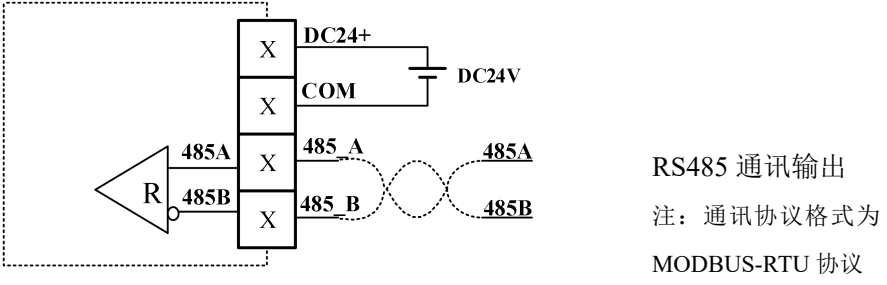 X
DC24+
DC24V
X
COM
485A
X
485_A
485A
R
485B
X
485_B
485B
RS485 通讯输出
注：通讯协议格式为
MODBUS-RTU 协议